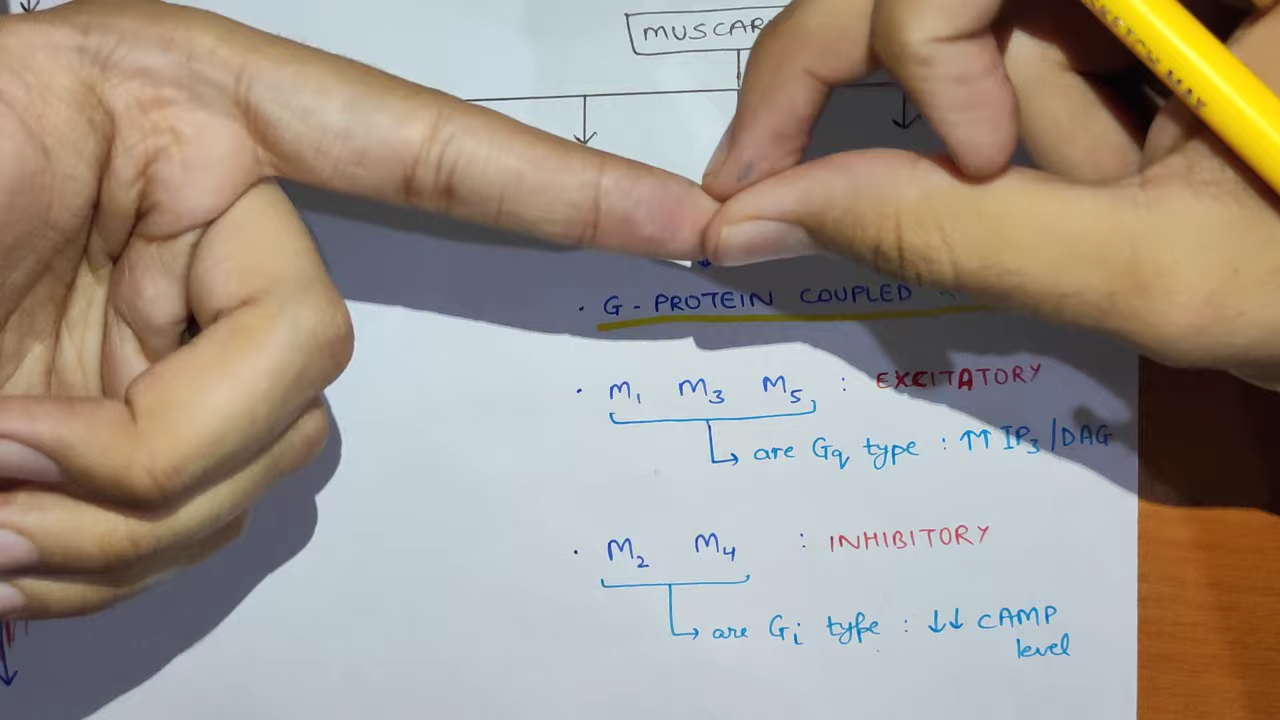 MUSCAR
· G - PROTEIN COUPLED
· M₁ M₃ M₅ : EXCITATORY
are Gq type : ↑↑ IP₃/DAG
· M₂ M₄ : INHIBITORY
are Gi type : ↓↓ CAMP
level